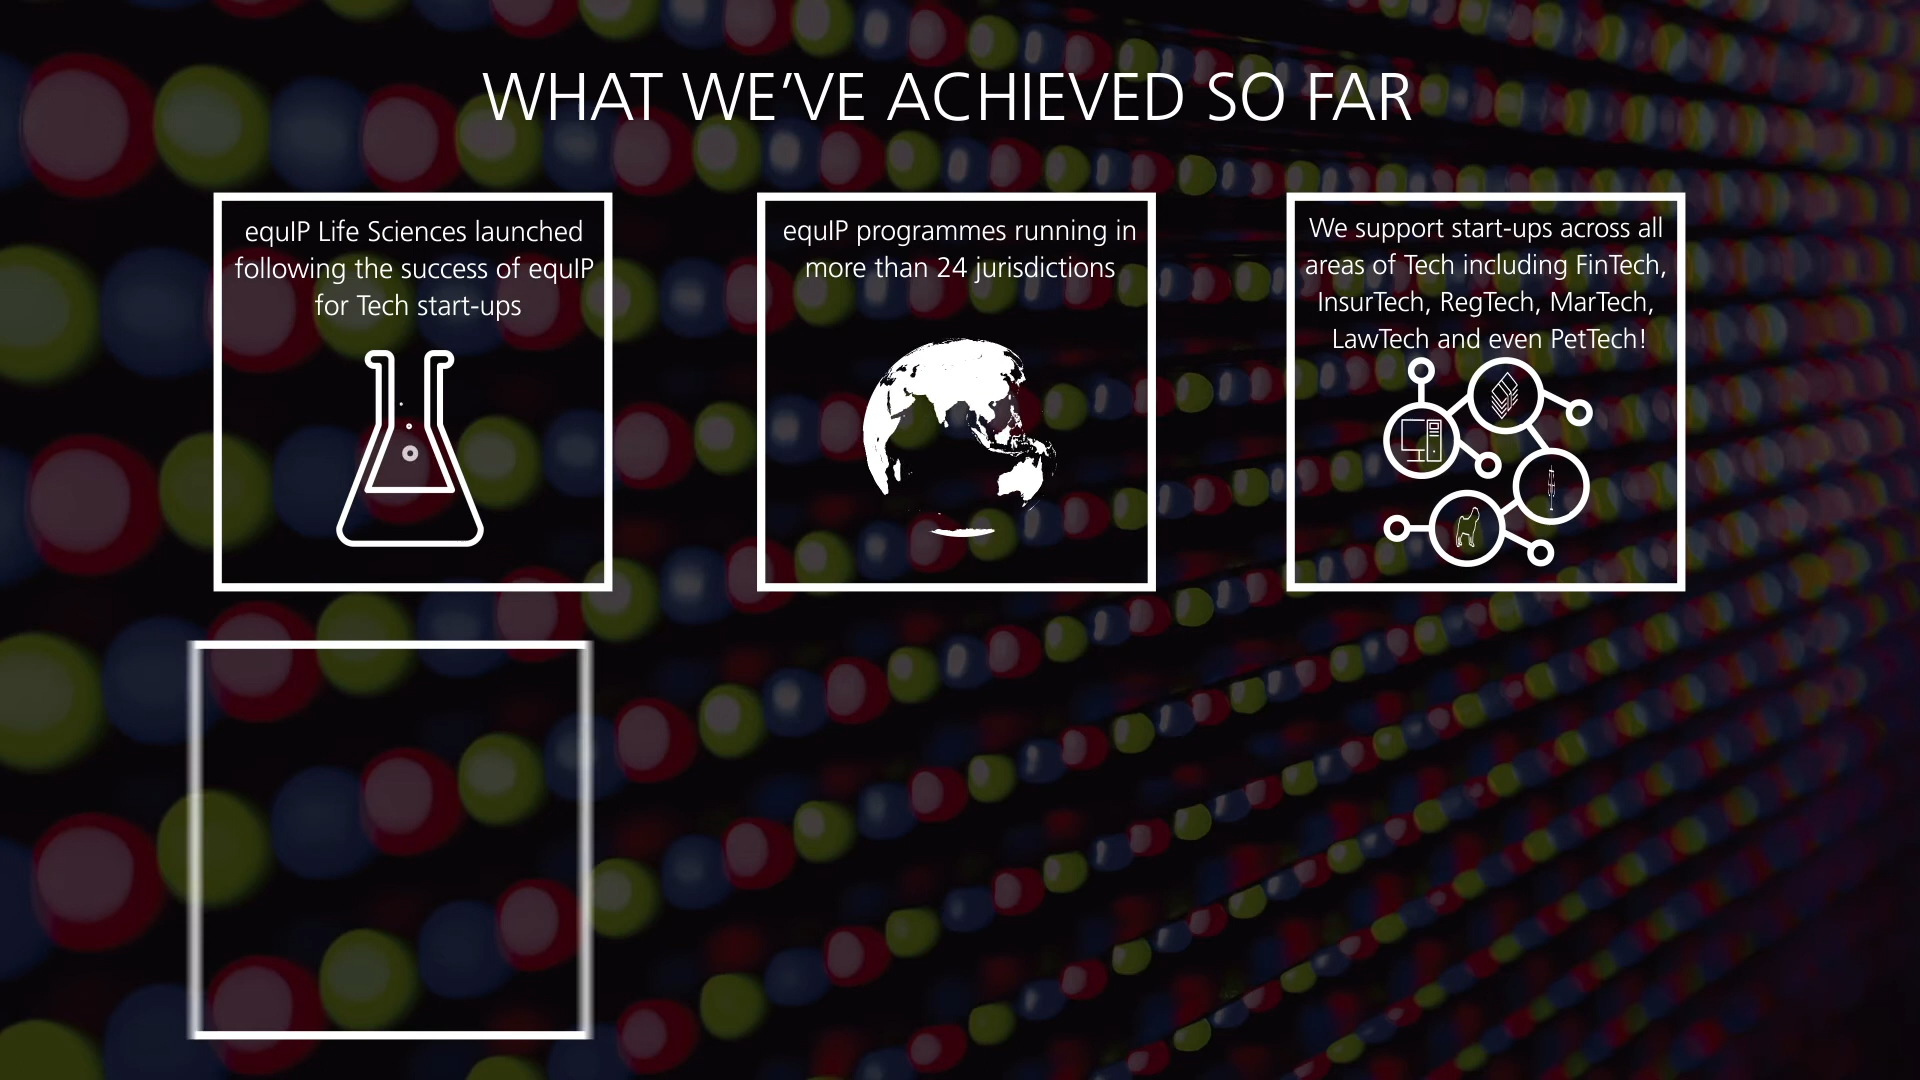 WHAT WE’VE ACHIEVED SO FAR
equIP Life Sciences launched
following the success of equIP
for Tech start-ups
equIP programmes running in
more than 24 jurisdictions
We support start-ups across all
areas of Tech including FinTech,
InsurTech, RegTech, MarTech,
LawTech and even PetTech!